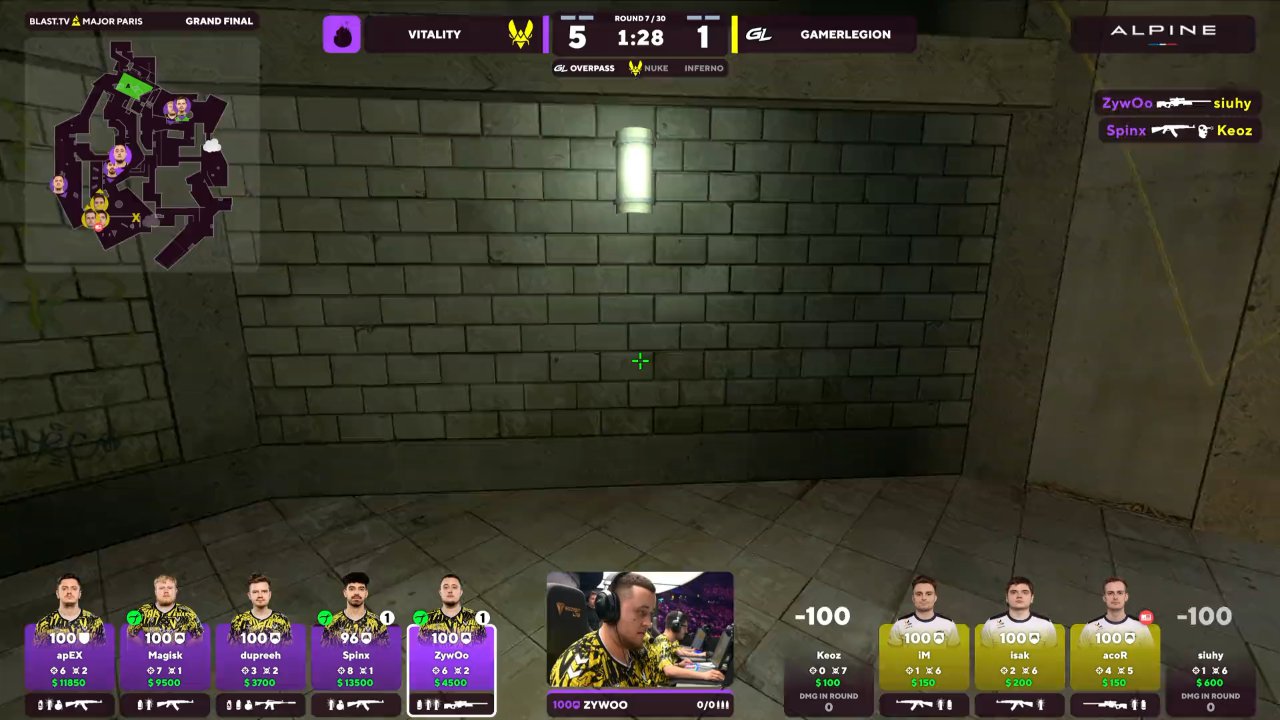 BLAST.TV MAJOR PARIS
GRAND FINAL
VITALITY
5
ROUND 7 / 30
1:28
1
GL
GAMERLEGION
ALPINE
GL OVERPASS
NUKE
INFERNO
ZywOo siuhy
Spinx Keoz
A
X
100
apEX
6 2
$11850
100
Magisk
7 1
$9500
100
dupreeh
3 2
$3700
1
96
Spinx
8 1
$13500
1
100
ZywOo
6 2
$4500
100 ZYWOO 0/0
-100
Keoz
0 7
$100
DMG IN ROUND
0
100
iM
1 6
$150
100
isak
2 6
$200
100
acoR
4 5
$150
-100
siuhy
1 6
$600
DMG IN ROUND
0